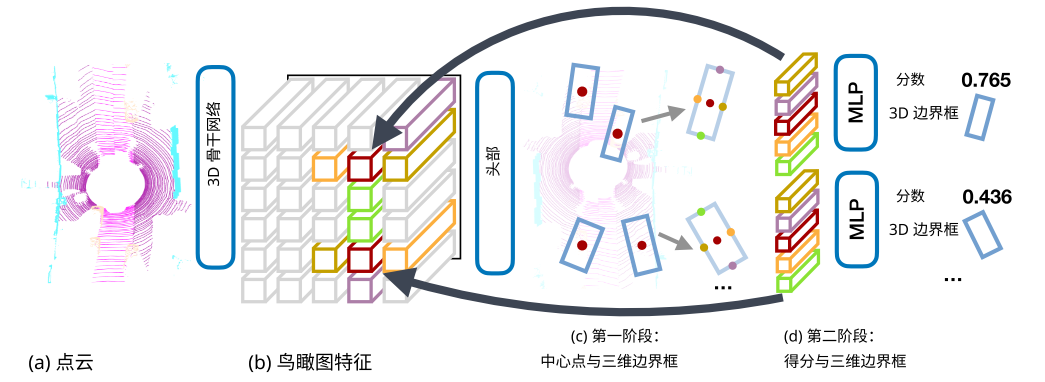 3D 骨干网络
头部
MLP
分数 0.765
3D 边界框
MLP
分数 0.436
3D 边界框
...
...
(a) 点云
(b) 鸟瞰图特征
(c) 第一阶段：
中心点与三维边界框
(d) 第二阶段：
得分与三维边界框